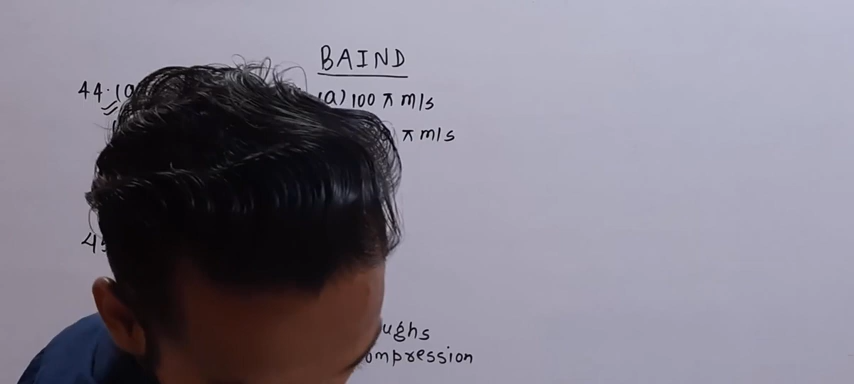 BAIND
44. (a
(a) 100 π m/s
π m/s
45
ughs
ompression